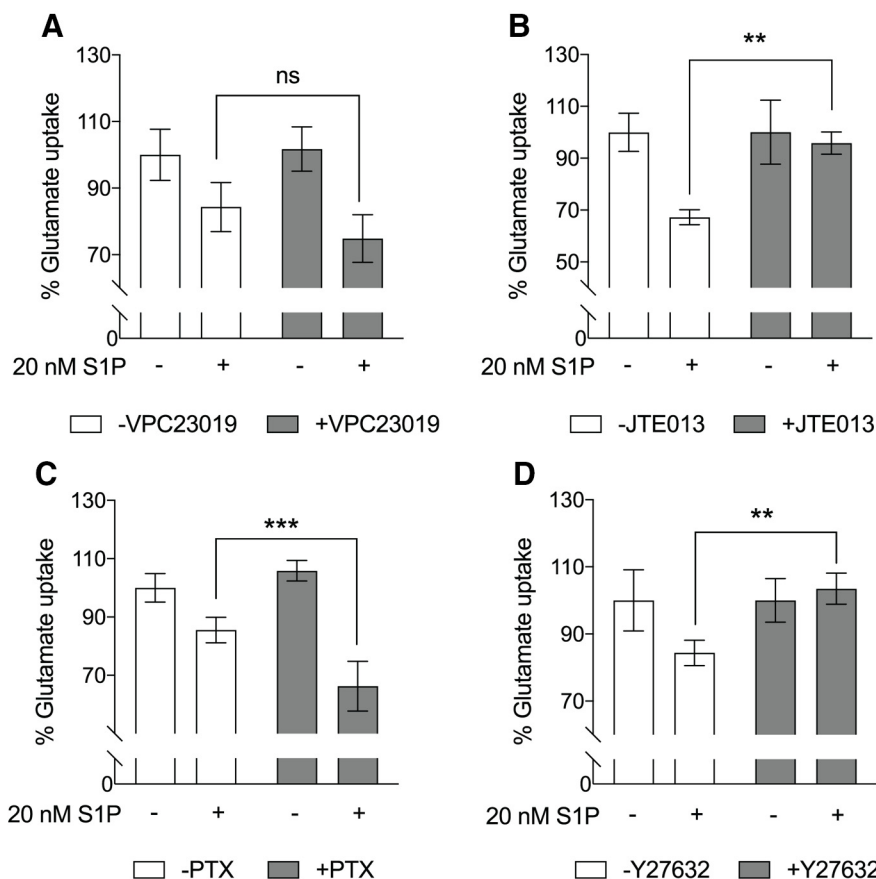 A
130
110
90
70
0
% Glutamate uptake
ns
20 nM S1P - + - +
-VPC23019 +VPC23019
B
130
110
90
70
50
0
% Glutamate uptake
**
20 nM S1P - + - +
-JTE013 +JTE013
C
130
110
90
70
0
% Glutamate uptake
***
20 nM S1P - + - +
-PTX +PTX
D
130
110
90
70
0
% Glutamate uptake
**
20 nM S1P - + - +
-Y27632 +Y27632